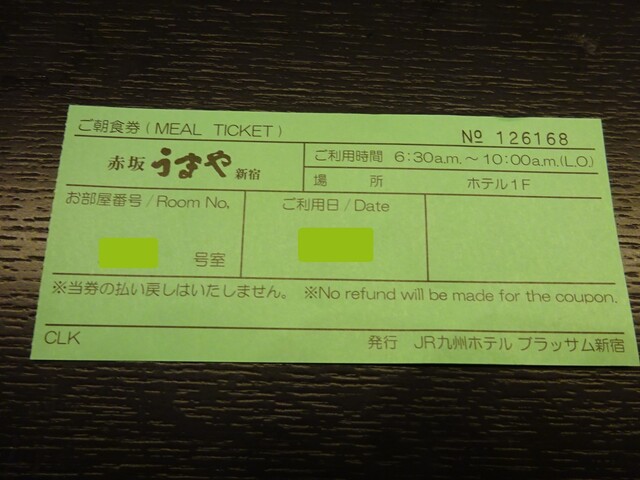 ご朝食券 (MEAL TICKET)
№ 126168
赤坂 うまや 新宿
ご利用時間 6:30a.m.～10:00a.m.(L.O.)
場 所 ホテル1F
お部屋番号/Room No.
ご利用日/Date
号室
※当券の払い戻しはいたしません。 ※No refund will be made for the coupon.
CLK
発行 JR九州ホテル ブラッサム新宿